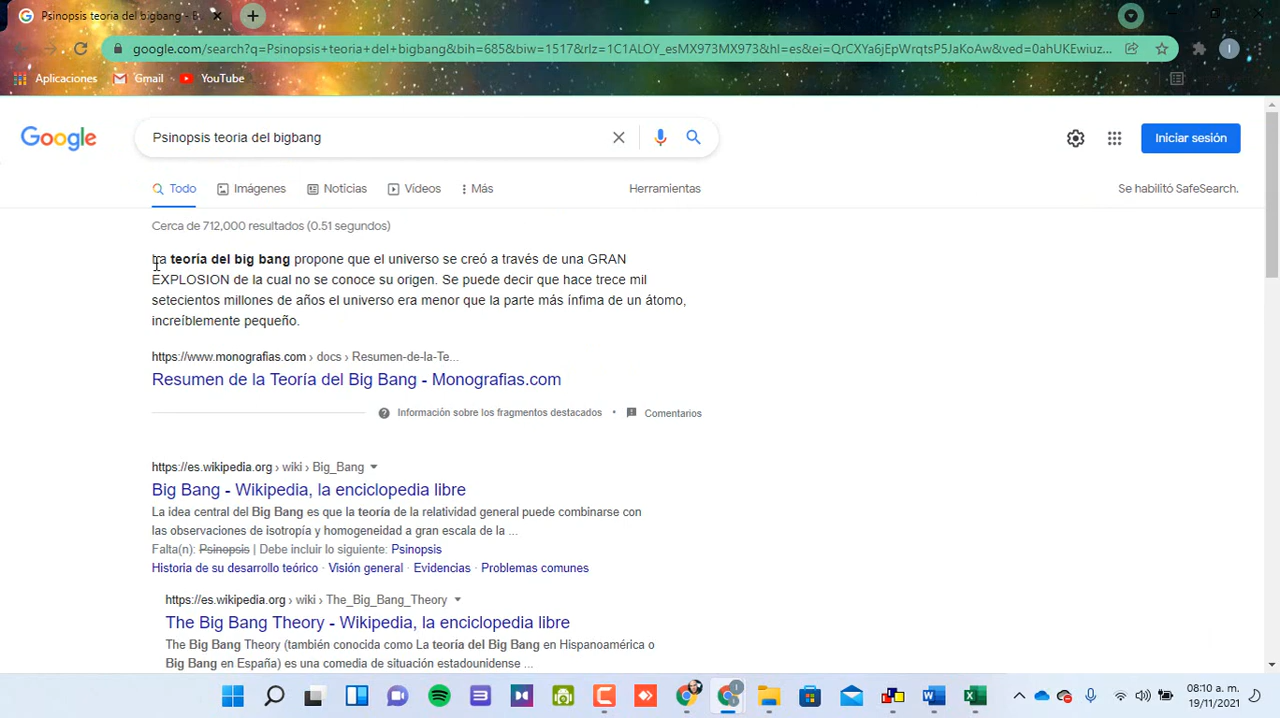 Psinopsis teoria del bigbang - B
google.com/search?q=Psinopsis+teoria+del+bigbang&bih=685&biw=1517&rlz=1C1ALOY_esMX973MX973&hl=es&ei=QrCXYa6jEpWrqtsP5JaKoAw&ved=0ahUKEwiuz...
I
Aplicaciones
Gmail
YouTube
Google
Psinopsis teoria del bigbang
Iniciar sesión
Todo
Imágenes
Noticias
Videos
Más
Herramientas
Se habilitó SafeSearch.
Cerca de 712,000 resultados (0.51 segundos)
La teoría del big bang propone que el universo se creó a través de una GRAN
EXPLOSION de la cual no se conoce su origen. Se puede decir que hace trece mil
setecientos millones de años el universo era menor que la parte más ínfima de un átomo,
increíblemente pequeño.
https://www.monografias.com › docs › Resumen-de-la-Te...
Resumen de la Teoría del Big Bang - Monografias.com
Información sobre los fragmentos destacados • Comentarios
https://es.wikipedia.org › wiki › Big_Bang
Big Bang - Wikipedia, la enciclopedia libre
La idea central del Big Bang es que la teoría de la relatividad general puede combinarse con
las observaciones de isotropía y homogeneidad a gran escala de la ...
Falta(n): Psinopsis | Debe incluir lo siguiente: Psinopsis
Historia de su desarrollo teórico · Visión general · Evidencias · Problemas comunes
https://es.wikipedia.org › wiki › The_Big_Bang_Theory
The Big Bang Theory - Wikipedia, la enciclopedia libre
The Big Bang Theory (también conocida como La teoría del Big Bang en Hispanoamérica o
Big Bang en España) es una comedia de situación estadounidense ...
08:10 a. m.
19/11/2021